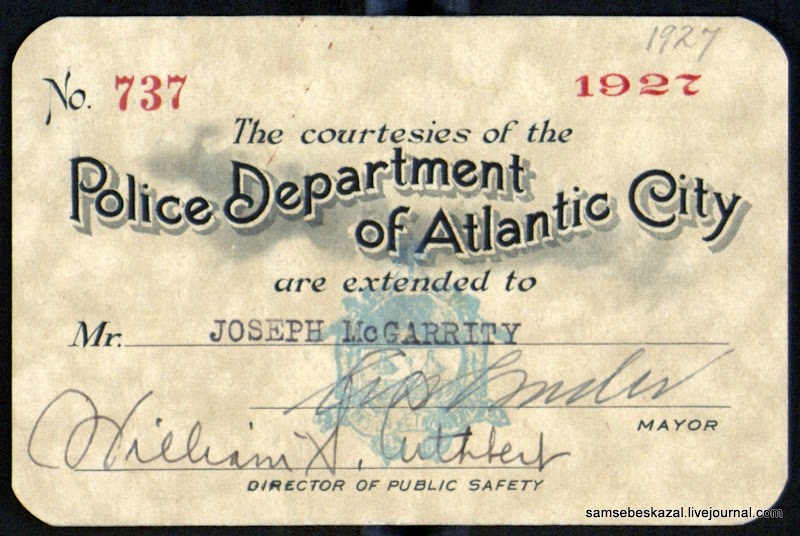 1927
No. 737 1927
The courtesies of the
Police Department
of Atlantic City
are extended to
Mr. JOSEPH McGARRITY
MAYOR
William S. Cuthbert
DIRECTOR OF PUBLIC SAFETY
samsebeskazal.livejournal.com